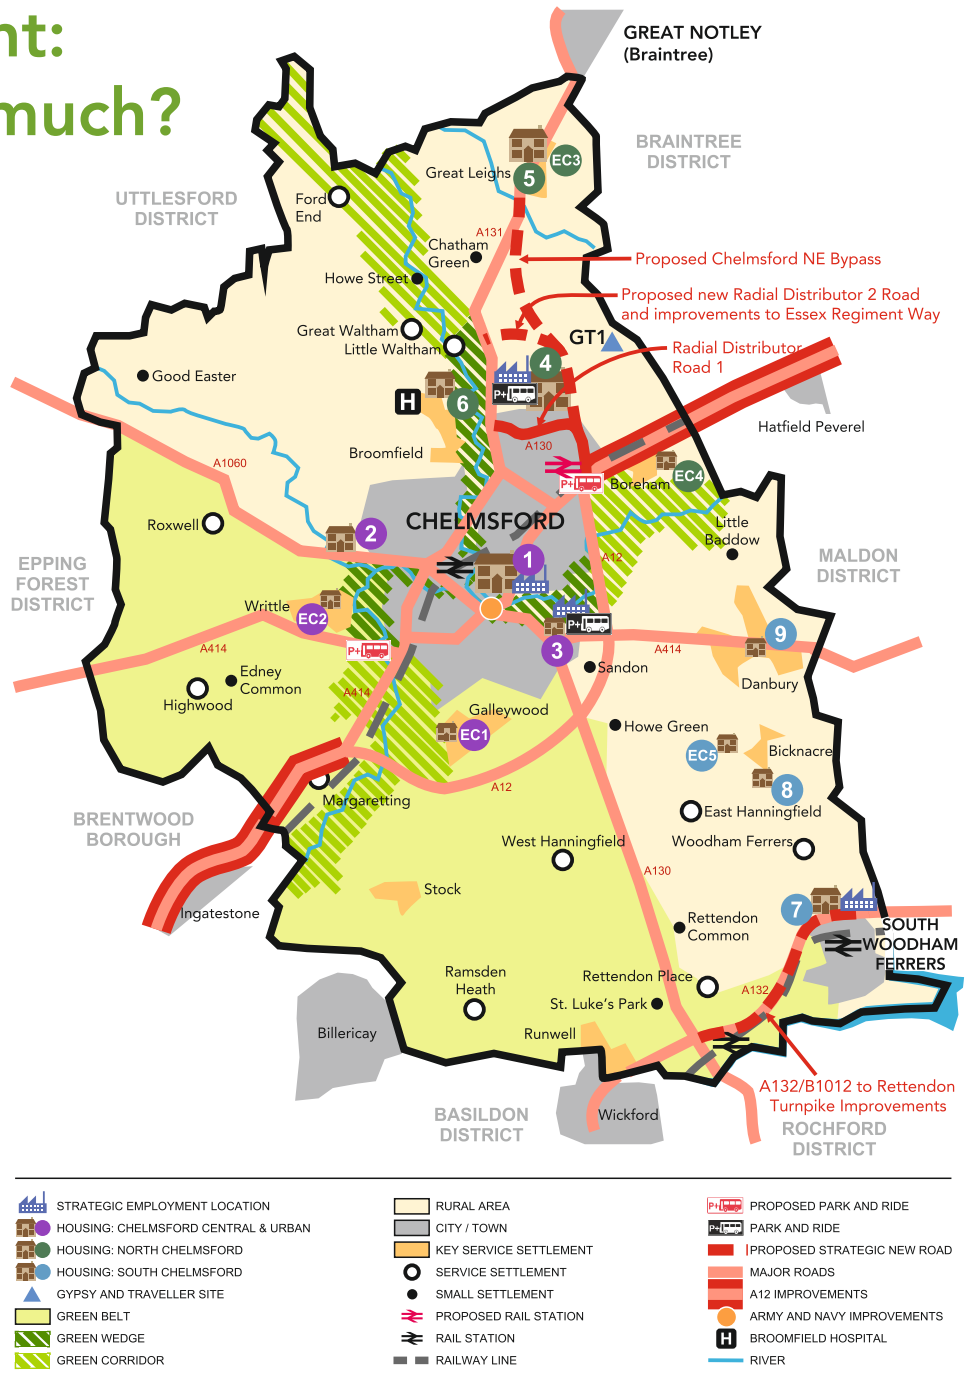 nt:
much?
GREAT NOTLEY
(Braintree)
BRAINTREE
DISTRICT
UTTLESFORD
DISTRICT
Great Leighs
EC3
5
Ford
End
A131
Chatham
Green
Howe Street
Proposed Chelmsford NE Bypass
Proposed new Radial Distributor 2 Road
and improvements to Essex Regiment Way
Great Waltham
Little Waltham
GT1
Radial Distributor
Road 1
Good Easter
4
P+
H
6
Hatfield Peverel
A130
Broomfield
A1060
P+
Boreham
EC4
Roxwell
CHELMSFORD
Little
Baddow
2
1
A12
EPPING
FOREST
DISTRICT
MALDON
DISTRICT
Writtle
EC2
P+
9
A414
P+
3
A414
Sandon
Edney
Common
Highwood
A414
Danbury
Galleywood
EC1
Howe Green
EC5
Bicknacre
Margaretting
A12
8
East Hanningfield
BRENTWOOD
BOROUGH
West Hanningfield
Woodham Ferrers
A130
Stock
Ingatestone
7
Rettendon
Common
SOUTH
WOODHAM
FERRERS
Ramsden
Heath
Rettendon Place
A132
St. Luke's Park
Billericay
Runwell
A132/B1012 to Rettendon
Turnpike Improvements
BASILDON
DISTRICT
Wickford
ROCHFORD
DISTRICT
STRATEGIC EMPLOYMENT LOCATION
HOUSING: CHELMSFORD CENTRAL & URBAN
HOUSING: NORTH CHELMSFORD
HOUSING: SOUTH CHELMSFORD
GYPSY AND TRAVELLER SITE
GREEN BELT
GREEN WEDGE
GREEN CORRIDOR
RURAL AREA
CITY / TOWN
KEY SERVICE SETTLEMENT
SERVICE SETTLEMENT
SMALL SETTLEMENT
PROPOSED RAIL STATION
RAIL STATION
RAILWAY LINE
P+ PROPOSED PARK AND RIDE
P+ PARK AND RIDE
PROPOSED STRATEGIC NEW ROAD
MAJOR ROADS
A12 IMPROVEMENTS
ARMY AND NAVY IMPROVEMENTS
H BROOMFIELD HOSPITAL
RIVER